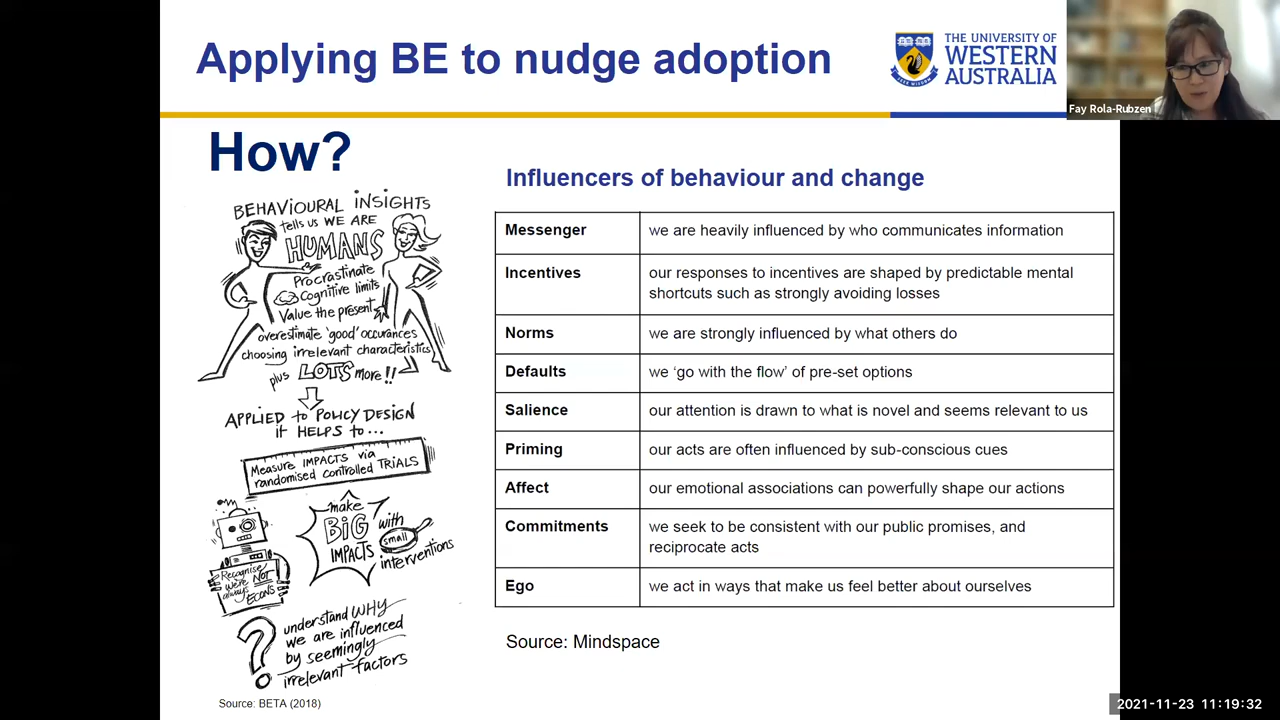 Applying BE to nudge adoption
THE UNIVERSITY OF
WESTERN
AUSTRALIA
Fay Rola-Rubzen
How?
BEHAVIOURAL INSIGHTS
tells us WE ARE
HUMANS
Procrastinate
Cognitive limits
Value the present
overestimate 'good' occurances
choosing irrelevant characteristics
plus LOTS more!!
APPLIED to POLICY DESIGN
it HELPS to...
Measure IMPACTS via
randomised controlled TRIALS
make
BIG
IMPACTS
with
small
interventions
Recognise
we're NOT
always
ECONS
understand WHY
we are influenced
by seemingly
irrelevant factors
Source: BETA (2018)
Influencers of behaviour and change
Messenger we are heavily influenced by who communicates information
Incentives our responses to incentives are shaped by predictable mental
shortcuts such as strongly avoiding losses
Norms we are strongly influenced by what others do
Defaults we ‘go with the flow’ of pre-set options
Salience our attention is drawn to what is novel and seems relevant to us
Priming our acts are often influenced by sub-conscious cues
Affect our emotional associations can powerfully shape our actions
Commitments we seek to be consistent with our public promises, and
reciprocate acts
Ego we act in ways that make us feel better about ourselves
Source: Mindspace
2021-11-23 11:19:32